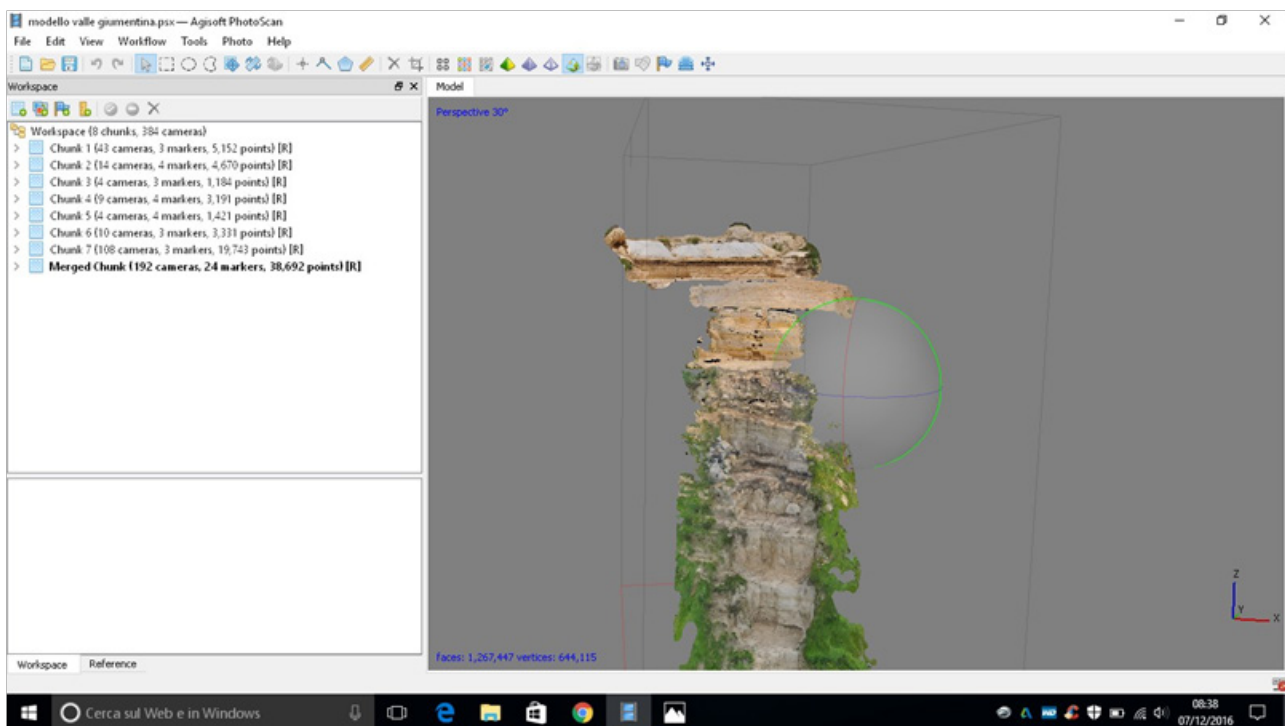 modello valle giumentina.psx — Agisoft PhotoScan
File Edit View Workflow Tools Photo Help
Workspace
Model
Workspace (8 chunks, 384 cameras)
Chunk 1 (43 cameras, 3 markers, 5,152 points) [R]
Chunk 2 (14 cameras, 4 markers, 4,670 points) [R]
Chunk 3 (4 cameras, 3 markers, 1,184 points) [R]
Chunk 4 (9 cameras, 4 markers, 3,191 points) [R]
Chunk 5 (4 cameras, 4 markers, 1,421 points) [R]
Chunk 6 (10 cameras, 3 markers, 3,331 points) [R]
Chunk 7 (108 cameras, 3 markers, 19,743 points) [R]
Merged Chunk (192 cameras, 24 markers, 38,692 points) [R]
Perspective 30°
Z
Y
X
faces: 1,267,447 vertices: 644,115
Workspace Reference
Cerca sul Web e in Windows
08:38
07/12/2016